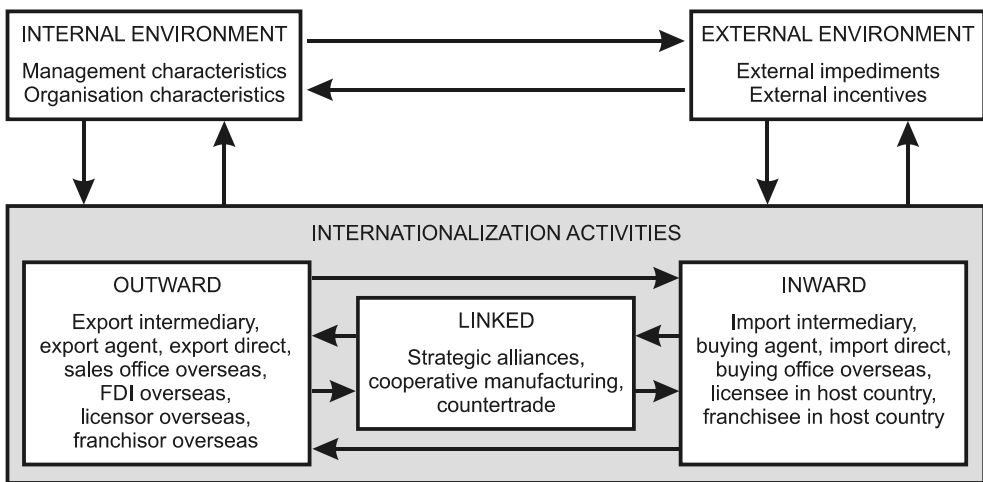 INTERNAL ENVIRONMENT
Management characteristics
Organisation characteristics
EXTERNAL ENVIRONMENT
External impediments
External incentives
INTERNATIONALIZATION ACTIVITIES
OUTWARD
Export intermediary,
export agent, export direct,
sales office overseas,
FDI overseas,
licensor overseas,
franchisor overseas
LINKED
Strategic alliances,
cooperative manufacturing,
countertrade
INWARD
Import intermediary,
buying agent, import direct,
buying office overseas,
licensee in host country,
franchisee in host country